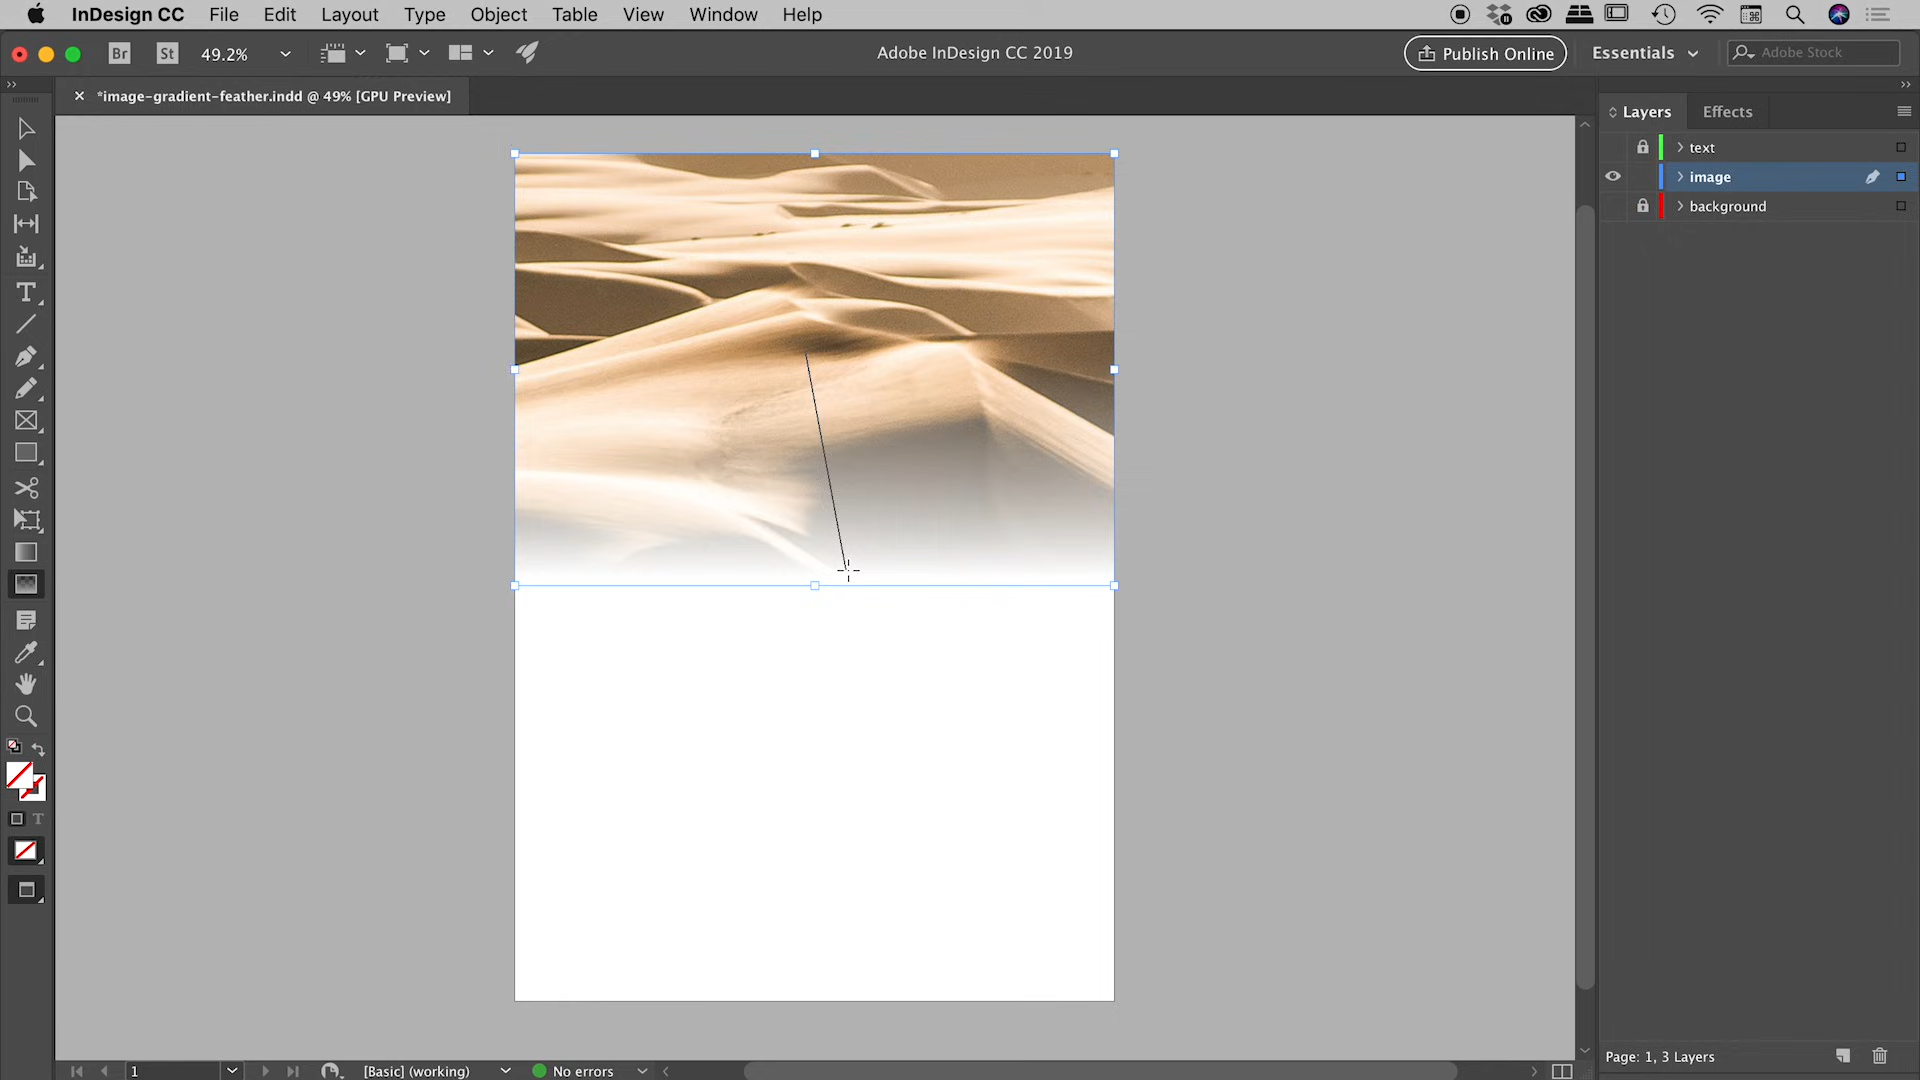 InDesign CC File Edit Layout Type Object Table View Window Help
Br St 49.2% Adobe InDesign CC 2019 Publish Online Essentials Adobe Stock
*image-gradient-feather.indd @ 49% [GPU Preview]
Layers Effects
text
image
background
T
T
Page: 1, 3 Layers
1 [Basic] (working) No errors